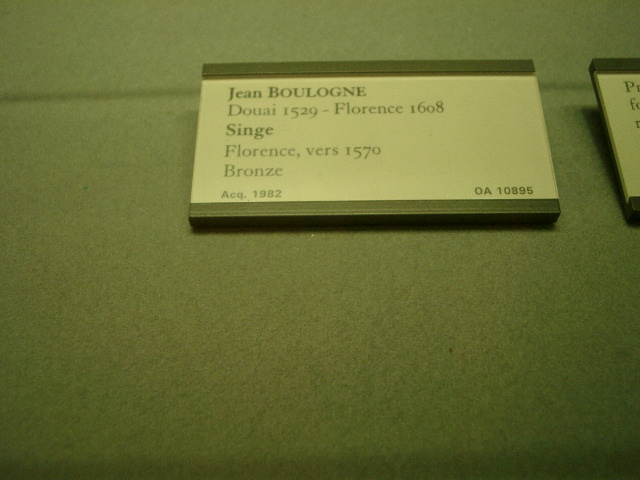 Jean BOULOGNE
Douai 1529 - Florence 1608
Singe
Florence, vers 1570
Bronze
Acq. 1982 OA 10895